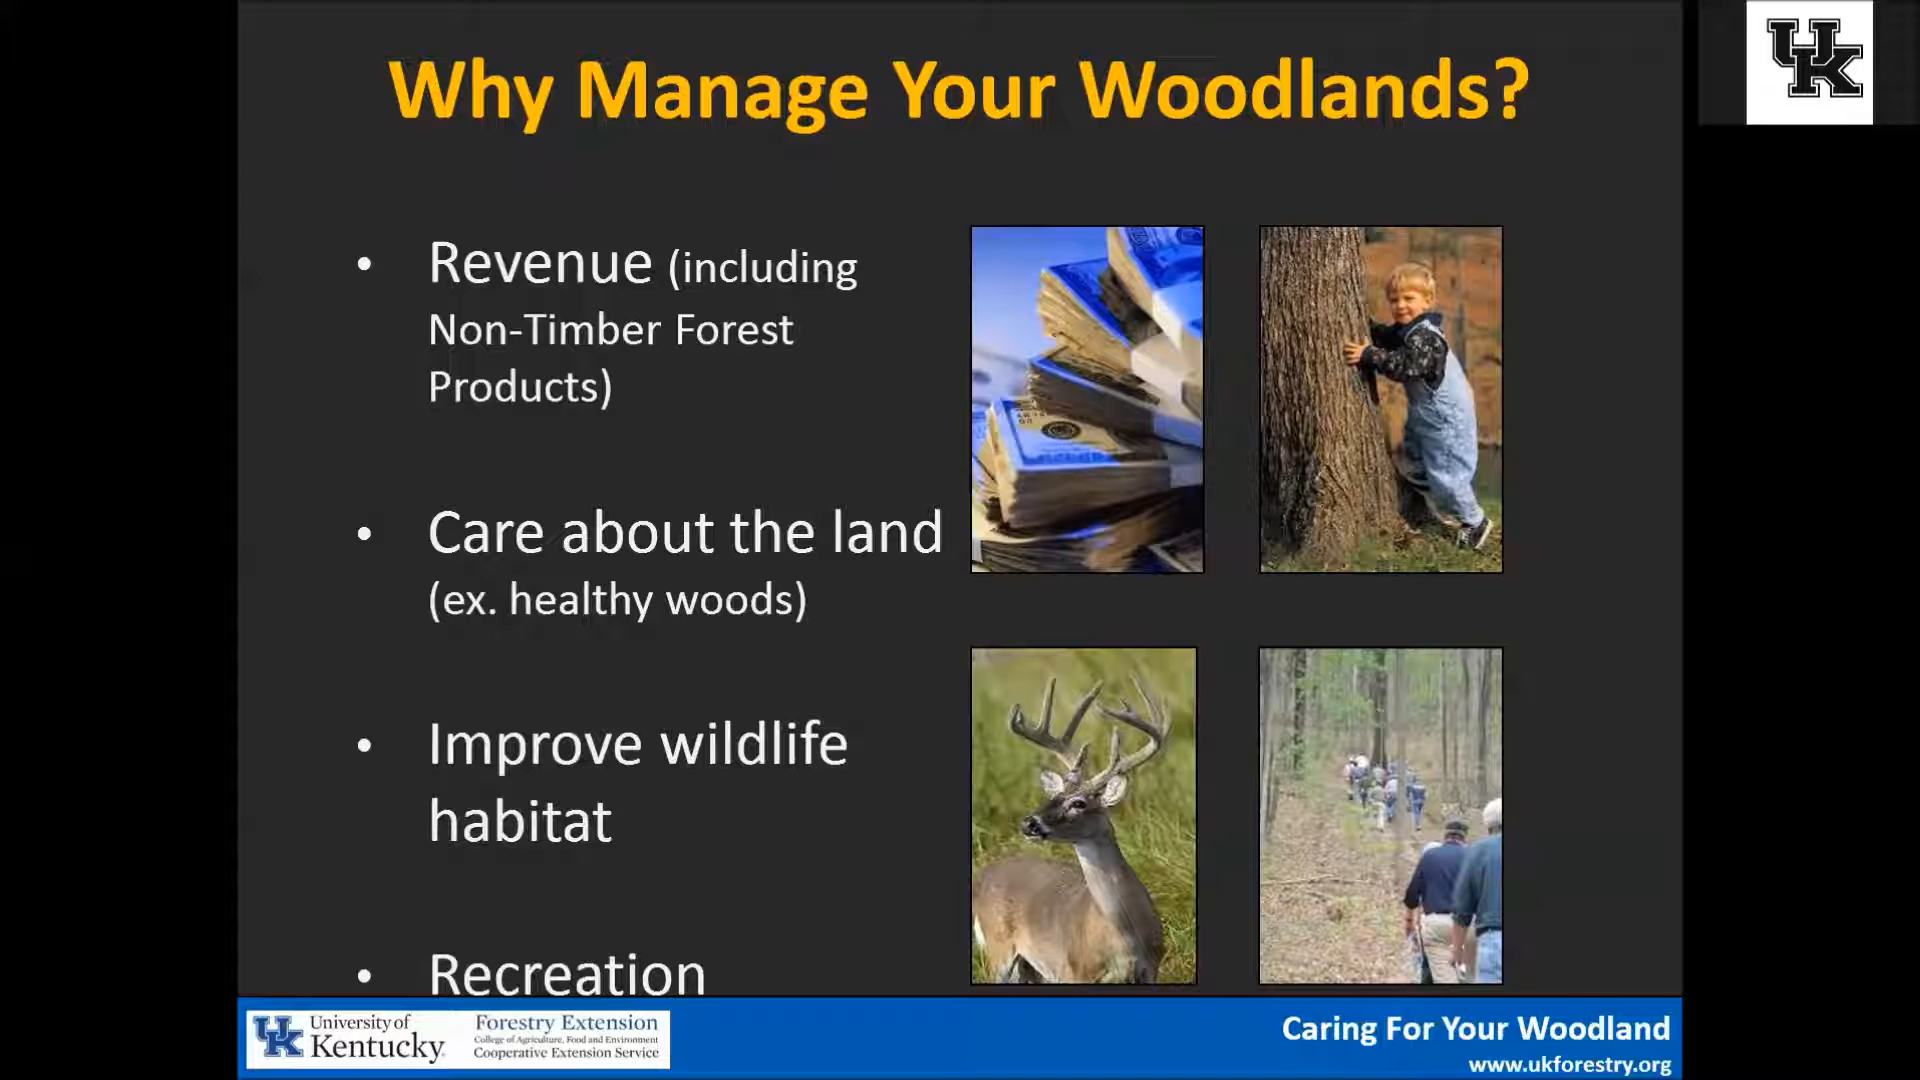 Why Manage Your Woodlands?
• Revenue (including
Non-Timber Forest
Products)
• Care about the land
(ex. healthy woods)
• Improve wildlife
habitat
• Recreation
UK
University of
Kentucky
Forestry Extension
College of Agriculture, Food and Environment
Cooperative Extension Service
Caring For Your Woodland
www.ukforestry.org
UK